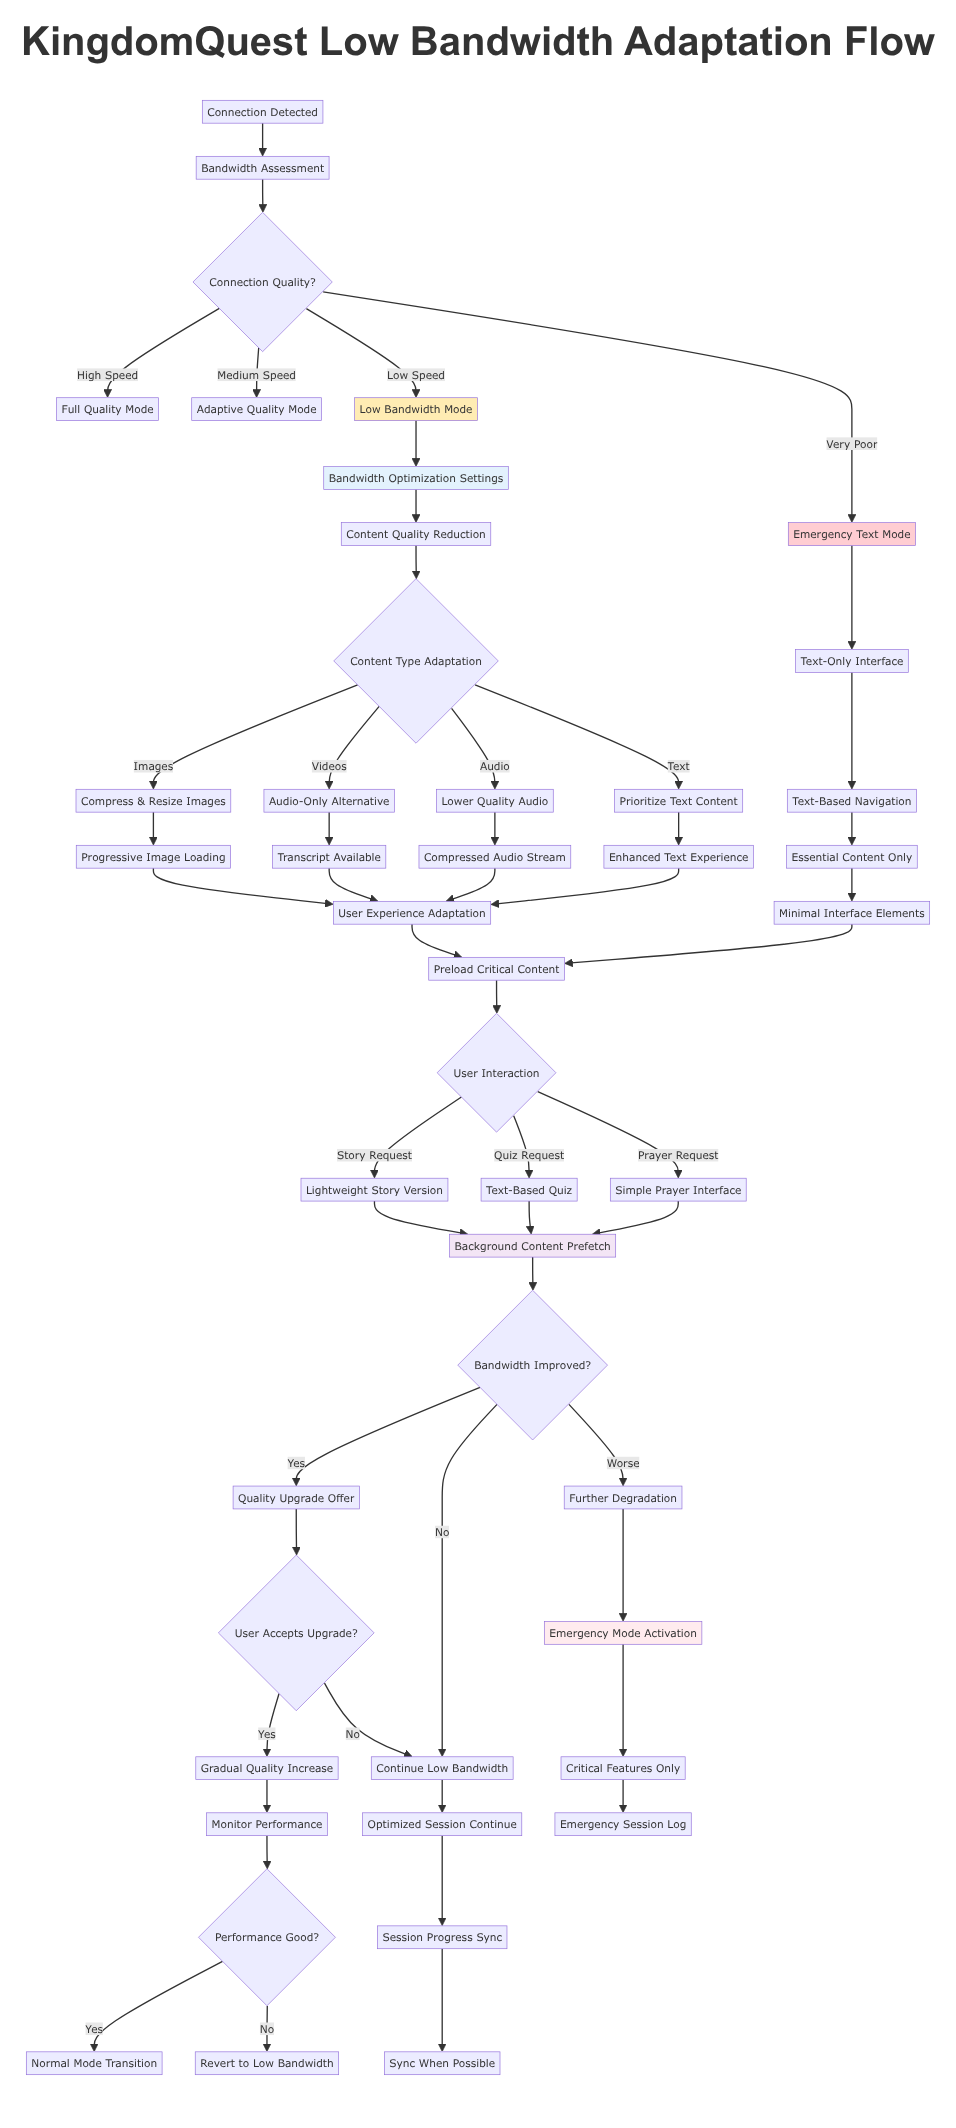 KingdomQuest Low Bandwidth Adaptation Flow
Connection Detected
Bandwidth Assessment
Connection Quality?
High Speed
Medium Speed
Low Speed
Full Quality Mode
Adaptive Quality Mode
Low Bandwidth Mode
Very Poor
Bandwidth Optimization Settings
Content Quality Reduction
Emergency Text Mode
Content Type Adaptation
Text-Only Interface
Images
Videos
Audio
Text
Compress & Resize Images
Audio-Only Alternative
Lower Quality Audio
Prioritize Text Content
Text-Based Navigation
Progressive Image Loading
Transcript Available
Compressed Audio Stream
Enhanced Text Experience
Essential Content Only
User Experience Adaptation
Minimal Interface Elements
Preload Critical Content
User Interaction
Story Request
Quiz Request
Prayer Request
Lightweight Story Version
Text-Based Quiz
Simple Prayer Interface
Background Content Prefetch
Bandwidth Improved?
Yes
Worse
Quality Upgrade Offer
Further Degradation
No
User Accepts Upgrade?
Emergency Mode Activation
Yes
No
Gradual Quality Increase
Continue Low Bandwidth
Critical Features Only
Monitor Performance
Optimized Session Continue
Emergency Session Log
Performance Good?
Session Progress Sync
Yes
No
Normal Mode Transition
Revert to Low Bandwidth
Sync When Possible